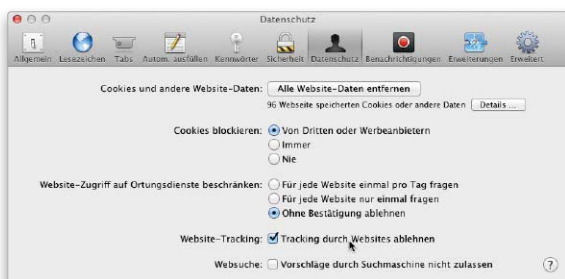 Datenschutz
Allgemein Lesezeichen Tabs Autom. ausfüllen Kennwörter Sicherheit Datenschutz Benachrichtigungen Erweiterungen Erweitert
Cookies und andere Website-Daten: Alle Website-Daten entfernen
96 Webseite speicherten Cookies oder andere Daten Details ...
Cookies blockieren: Von Dritten oder Werbeanbietern
Immer
Nie
Website-Zugriff auf Ortungsdienste beschränken: Für jede Website einmal pro Tag fragen
Für jede Website nur einmal fragen
Ohne Bestätigung ablehnen
Website-Tracking: Tracking durch Websites ablehnen
Websuche: Vorschläge durch Suchmaschine nicht zulassen ?